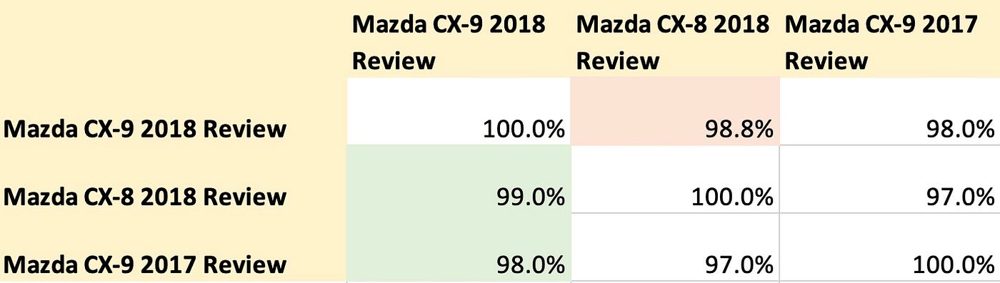 Mazda CX-9 2018 Mazda CX-8 2018 Mazda CX-9 2017
Review Review Review
Mazda CX-9 2018 Review 100.0% 98.8% 98.0%
Mazda CX-8 2018 Review 99.0% 100.0% 97.0%
Mazda CX-9 2017 Review 98.0% 97.0% 100.0%